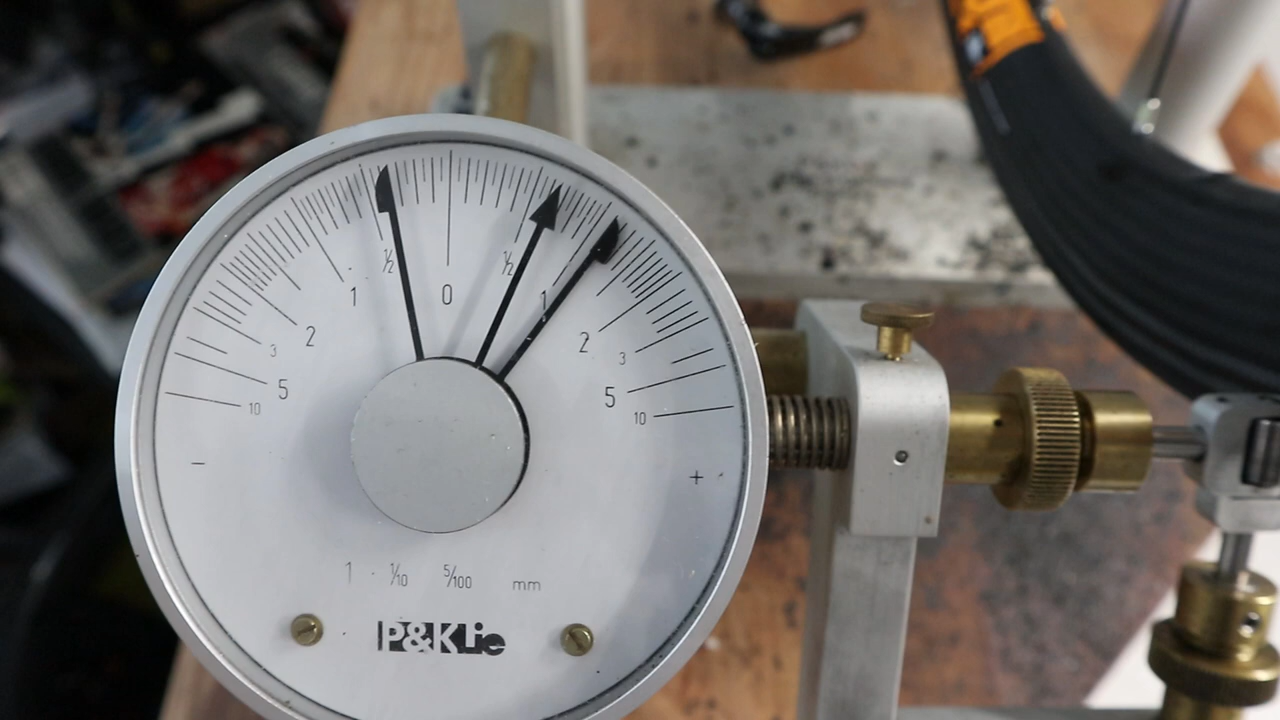 ½ ½
1 0 1
2 2
3 3
5 5
10 10
− +
1 · 1/10 5/100 mm
P&K Lie